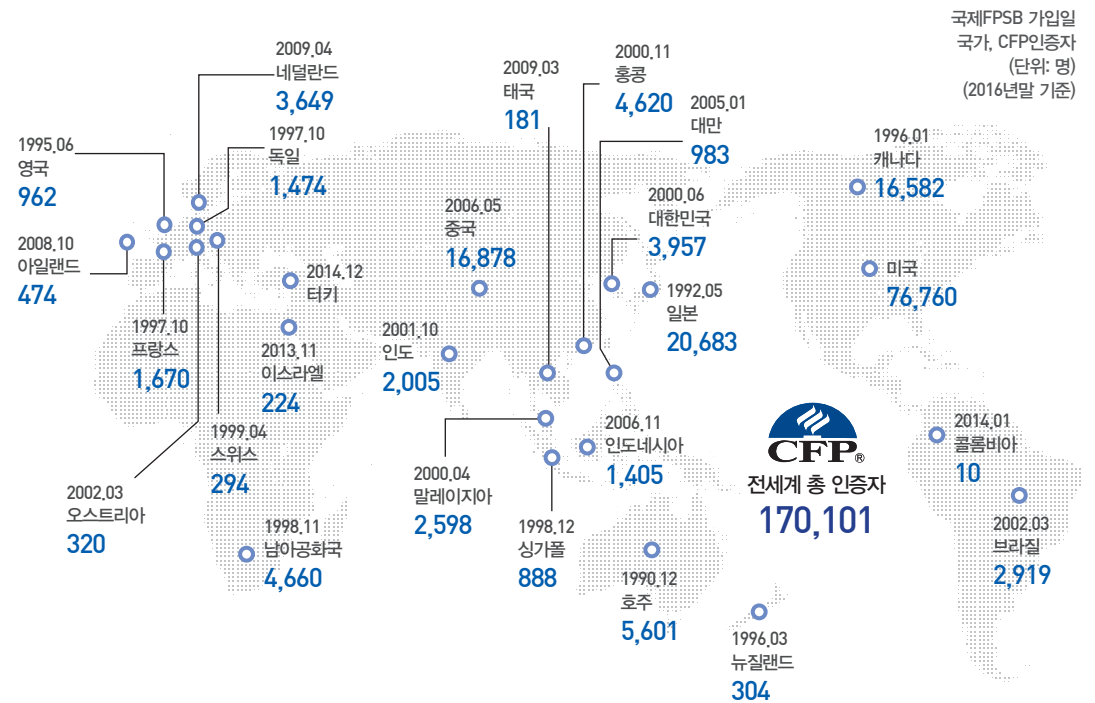 국제FPSB 가입일
국가, CFP인증자
(단위: 명)
(2016년말 기준)
2009.04
네덜란드
3,649
1997.10
독일
1,474
1995.06
영국
962
2008.10
아일랜드
474
1997.10
프랑스
1,670
2002.03
오스트리아
320
1999.04
스위스
294
2014.12
터키
2013.11
이스라엘
224
1998.11
남아공화국
4,660
2009.03
태국
181
2000.11
홍콩
4,620
2005.01
대만
983
2006.05
중국
16,878
2000.06
대한민국
3,957
1992.05
일본
20,683
2001.10
인도
2,005
2000.04
말레이지아
2,598
2006.11
인도네시아
1,405
1998.12
싱가폴
888
1990.12
호주
5,601
1996.03
뉴질랜드
304
1996.01
캐나다
16,582
미국
76,760
2014.01
콜롬비아
10
2002.03
브라질
2,919
CFP®
전세계 총 인증자
170,101